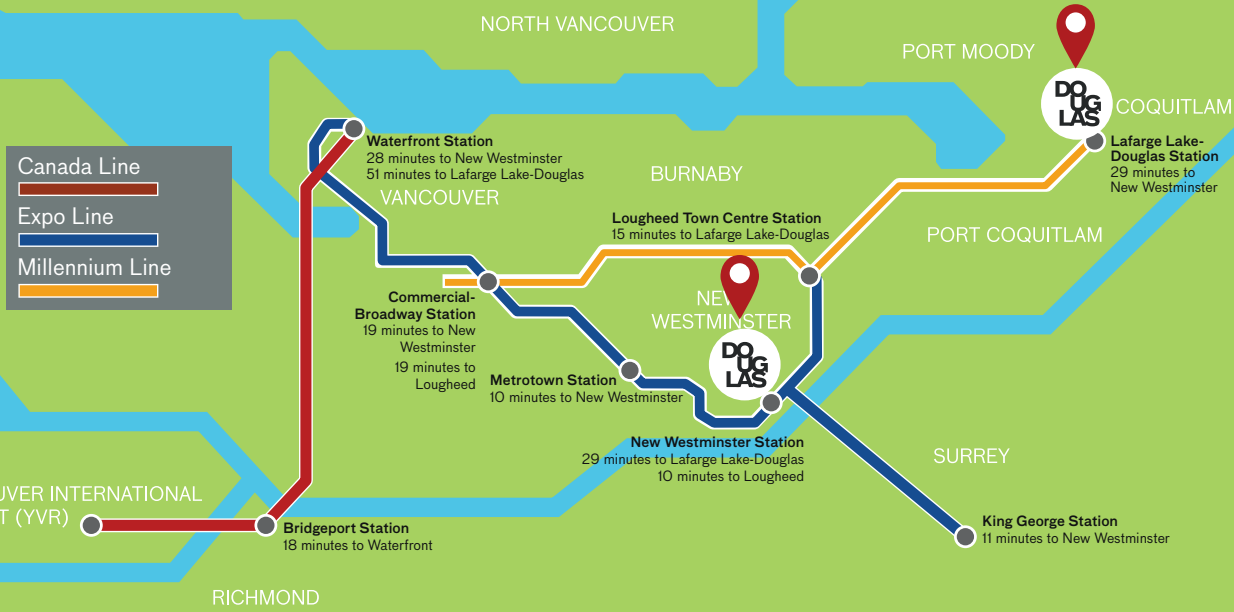 NORTH VANCOUVER
PORT MOODY
DO
UG
LAS
COQUITLAM
Waterfront Station
28 minutes to New Westminster
51 minutes to Lafarge Lake-Douglas
Lafarge Lake-
Douglas Station
29 minutes to
New Westminster
Canada Line
Expo Line
Millennium Line
VANCOUVER
BURNABY
Lougheed Town Centre Station
15 minutes to Lafarge Lake-Douglas
PORT COQUITLAM
Commercial-
Broadway Station
19 minutes to New
Westminster
19 minutes to
Lougheed
NEW
WESTMINSTER
DO
UG
LAS
Metrotown Station
10 minutes to New Westminster
New Westminster Station
29 minutes to Lafarge Lake-Douglas
10 minutes to Lougheed
SURREY
UVER INTERNATIONAL
T (YVR)
Bridgeport Station
18 minutes to Waterfront
King George Station
11 minutes to New Westminster
RICHMOND